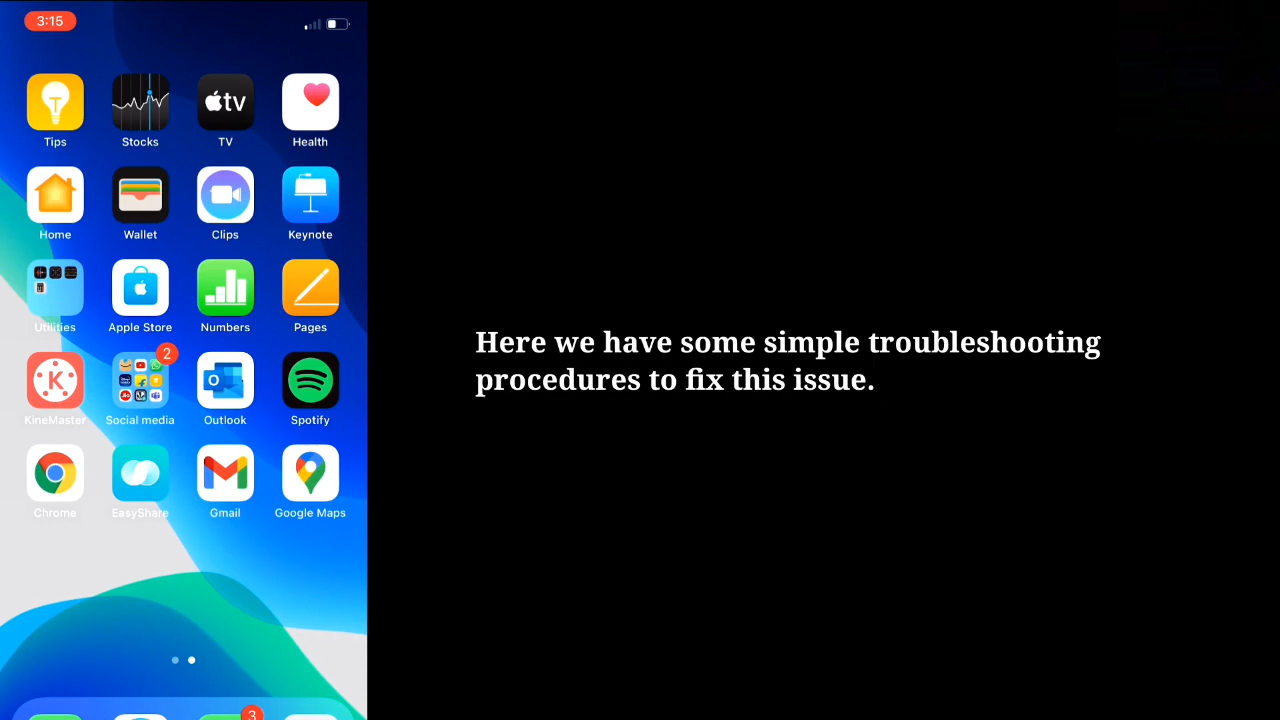 3:15
tv
Tips Stocks TV Health
Home Wallet Clips Keynote
Utilities Apple Store Numbers Pages
2
KineMaster Social media Outlook Spotify
Chrome EasyShare Gmail Google Maps
3
Here we have some simple troubleshooting
procedures to fix this issue.